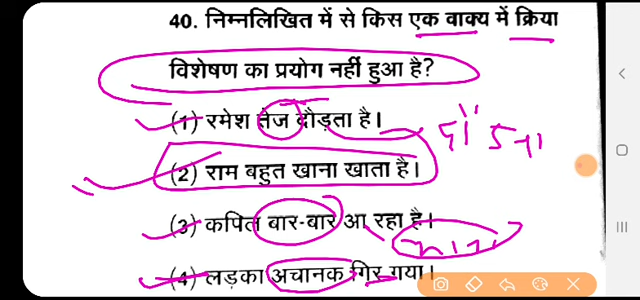 40. निम्नलिखित में से किस एक वाक्य में क्रिया
विशेषण का प्रयोग नहीं हुआ है?
(1) रमेश तेज दौड़ता है।
(2) राम बहुत खाना खाता है।
(3) कपिल बार-बार आ रहा है।
(4) लड़का अचानक गिर गया।